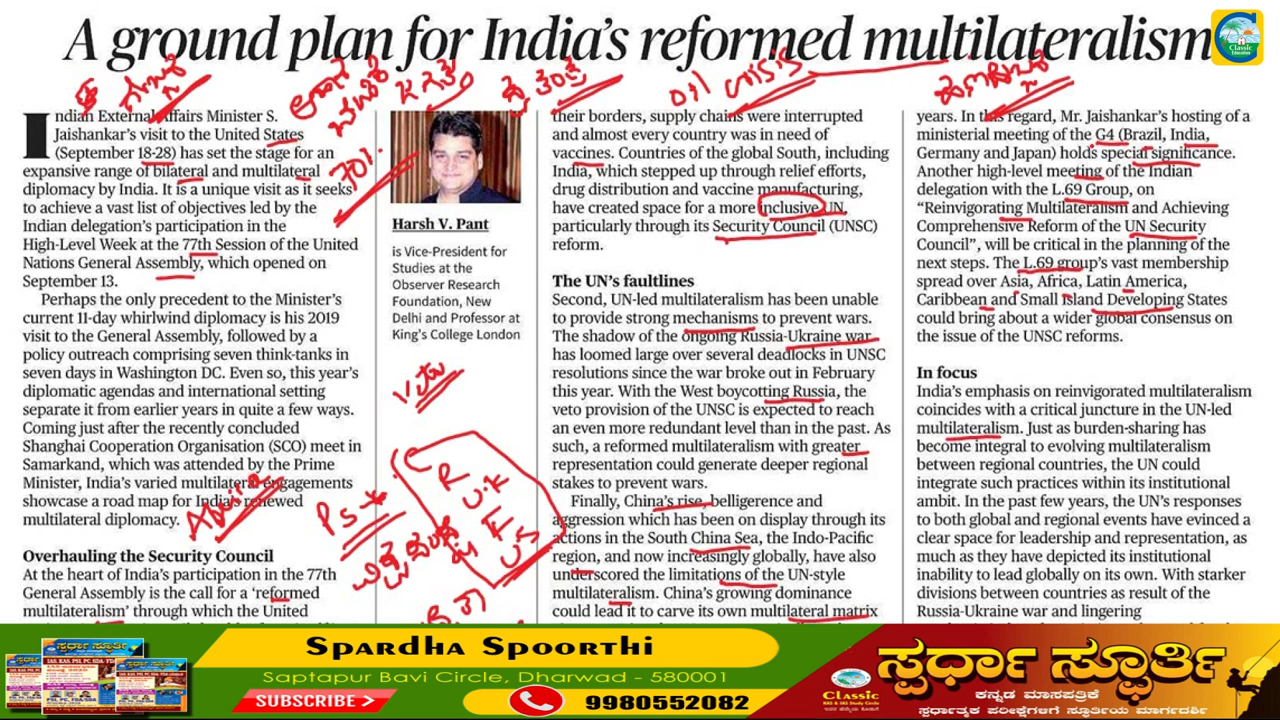 A ground plan for India's reformed multilateralism
Classic
Education
Indian External Affairs Minister S.
Jaishankar's visit to the United States
(September 18-28) has set the stage for an
expansive range of bilateral and multilateral
diplomacy by India. It is a unique visit as it seeks
to achieve a vast list of objectives led by the
Indian delegation's participation in the
High-Level Week at the 77th Session of the United
Nations General Assembly, which opened on
September 13.
Perhaps the only precedent to the Minister's
current 11-day whirlwind diplomacy is his 2019
visit to the General Assembly, followed by a
policy outreach comprising seven think-tanks in
seven days in Washington DC. Even so, this year's
diplomatic agendas and international setting
separate it from earlier years in quite a few ways.
Coming just after the recently concluded
Shanghai Cooperation Organisation (SCO) meet in
Samarkand, which was attended by the Prime
Minister, India's varied multilateral engagements
showcase a road map for India's renewed
multilateral diplomacy.
Overhauling the Security Council
At the heart of India's participation in the 77th
General Assembly is the call for a 'reformed
multilateralism' through which the United
70%
Harsh V. Pant
is Vice-President for
Studies at the
Observer Research
Foundation, New
Delhi and Professor at
King's College London
Veto
P5
C
R
U.K
F
US
their borders, supply chains were interrupted
and almost every country was in need of
vaccines. Countries of the global South, including
India, which stepped up through relief efforts,
drug distribution and vaccine manufacturing,
have created space for a more inclusive UN,
particularly through its Security Council (UNSC)
reform.
The UN's faultlines
Second, UN-led multilateralism has been unable
to provide strong mechanisms to prevent wars.
The shadow of the ongoing Russia-Ukraine war
has loomed large over several deadlocks in UNSC
resolutions since the war broke out in February
this year. With the West boycotting Russia, the
veto provision of the UNSC is expected to reach
an even more redundant level than in the past. As
such, a reformed multilateralism with greater
representation could generate deeper regional
stakes to prevent wars.
Finally, China's rise, belligerence and
aggression which has been on display through its
actions in the South China Sea, the Indo-Pacific
region, and now increasingly globally, have also
underscored the limitations of the UN-style
multilateralism. China's growing dominance
could lead it to carve its own multilateral matrix
years. In this regard, Mr. Jaishankar's hosting of a
ministerial meeting of the G4 (Brazil, India,
Germany and Japan) holds special significance.
Another high-level meeting of the Indian
delegation with the L.69 Group, on
"Reinvigorating Multilateralism and Achieving
Comprehensive Reform of the UN Security
Council", will be critical in the planning of the
next steps. The L.69 group's vast membership
spread over Asia, Africa, Latin America,
Caribbean and Small Island Developing States
could bring about a wider global consensus on
the issue of the UNSC reforms.
In focus
India's emphasis on reinvigorated multilateralism
coincides with a critical juncture in the UN-led
multilateralism. Just as burden-sharing has
become integral to evolving multilateralism
between regional countries, the UN could
integrate such practices within its institutional
ambit. In the past few years, the UN's responses
to both global and regional events have evinced a
clear space for leadership and representation, as
much as they have depicted its institutional
inability to lead globally on its own. With starker
divisions between countries as result of the
Russia-Ukraine war and lingering
Spardha Spoorthi
Saptapur Bavi Circle, Dharwad - 580001
SUBSCRIBE
9980552082
ಸ್ಪರ್ಧಾ ಸ್ಫೂರ್ತಿ
Classic
KAS & IAS Study Circle
ಕನ್ನಡ ಮಾಸಪತ್ರಿಕೆ
ಸ್ಪರ್ಧಾತ್ಮಕ ಪರೀಕ್ಷೆಗಳಿಗೆ ಸ್ಫೂರ್ತಿಯ ಮಾರ್ಗದರ್ಶಿ